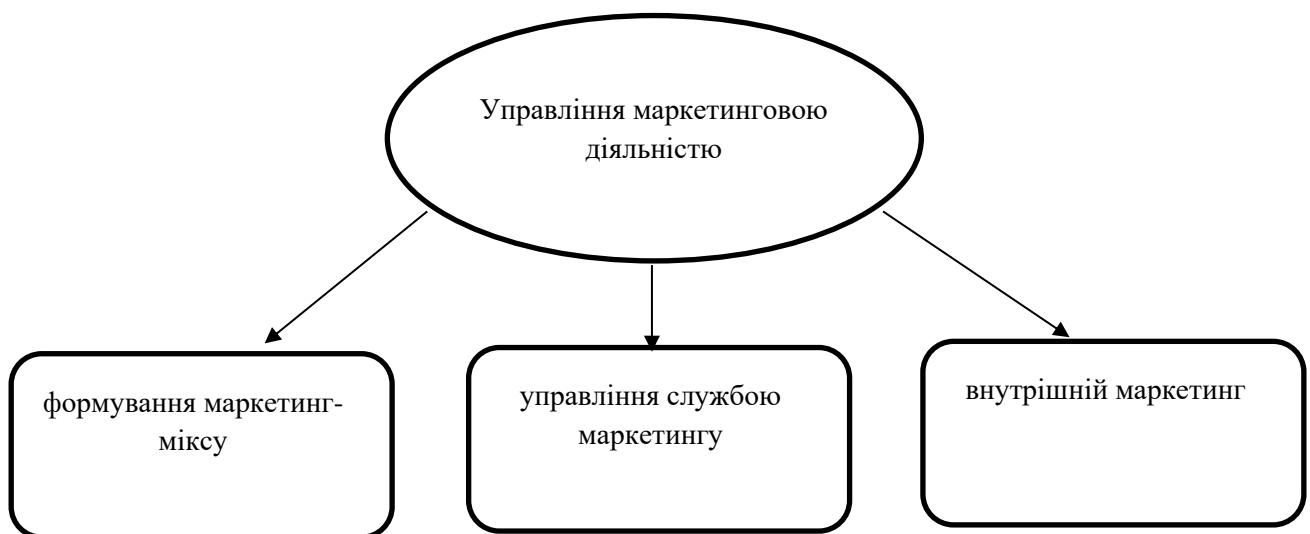 Управління маркетинговою
діяльністю
формування маркетинг-
міксу
управління службою
маркетингу
внутрішній маркетинг